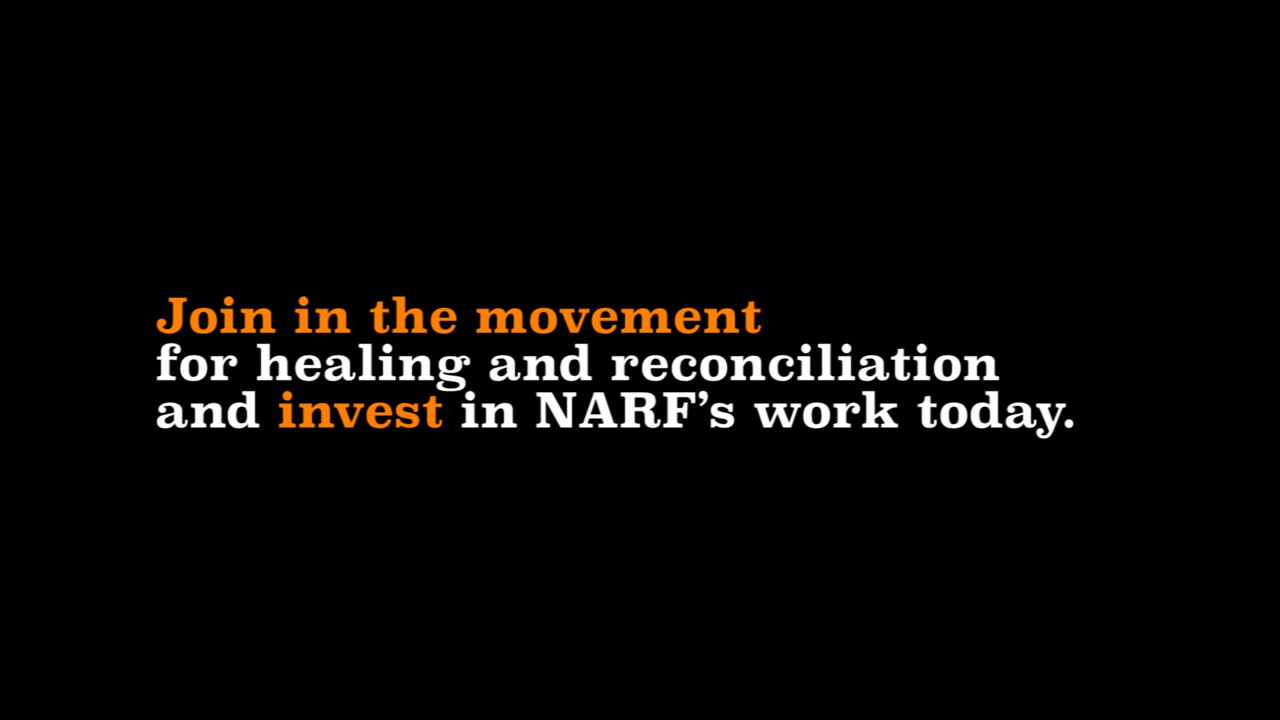 Join in the movement
for healing and reconciliation
and invest in NARF’s work today.